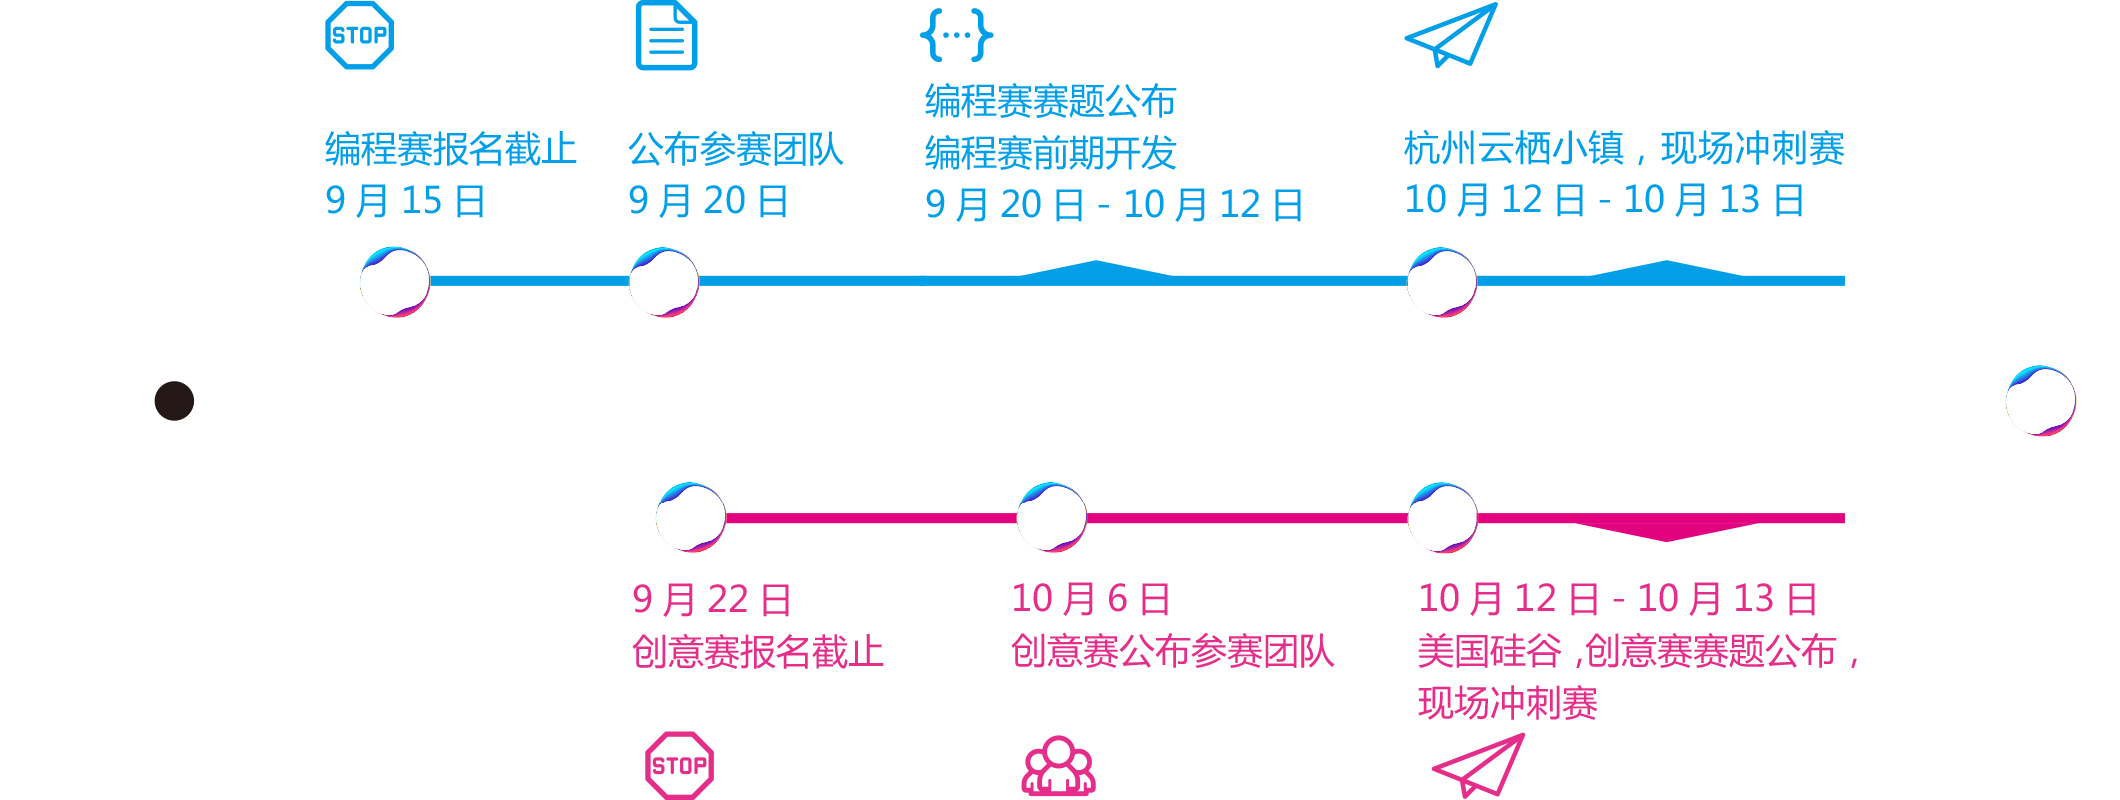 STOP
编程赛报名截止
9 月 15 日
公布参赛团队
9 月 20 日
编程赛赛题公布
编程赛前期开发
9 月 20 日 - 10 月 12 日
杭州云栖小镇，现场冲刺赛
10 月 12 日 - 10 月 13 日
9 月 22 日
创意赛报名截止
STOP
10 月 6 日
创意赛公布参赛团队
10 月 12 日 - 10 月 13 日
美国硅谷，创意赛赛题公布，
现场冲刺赛